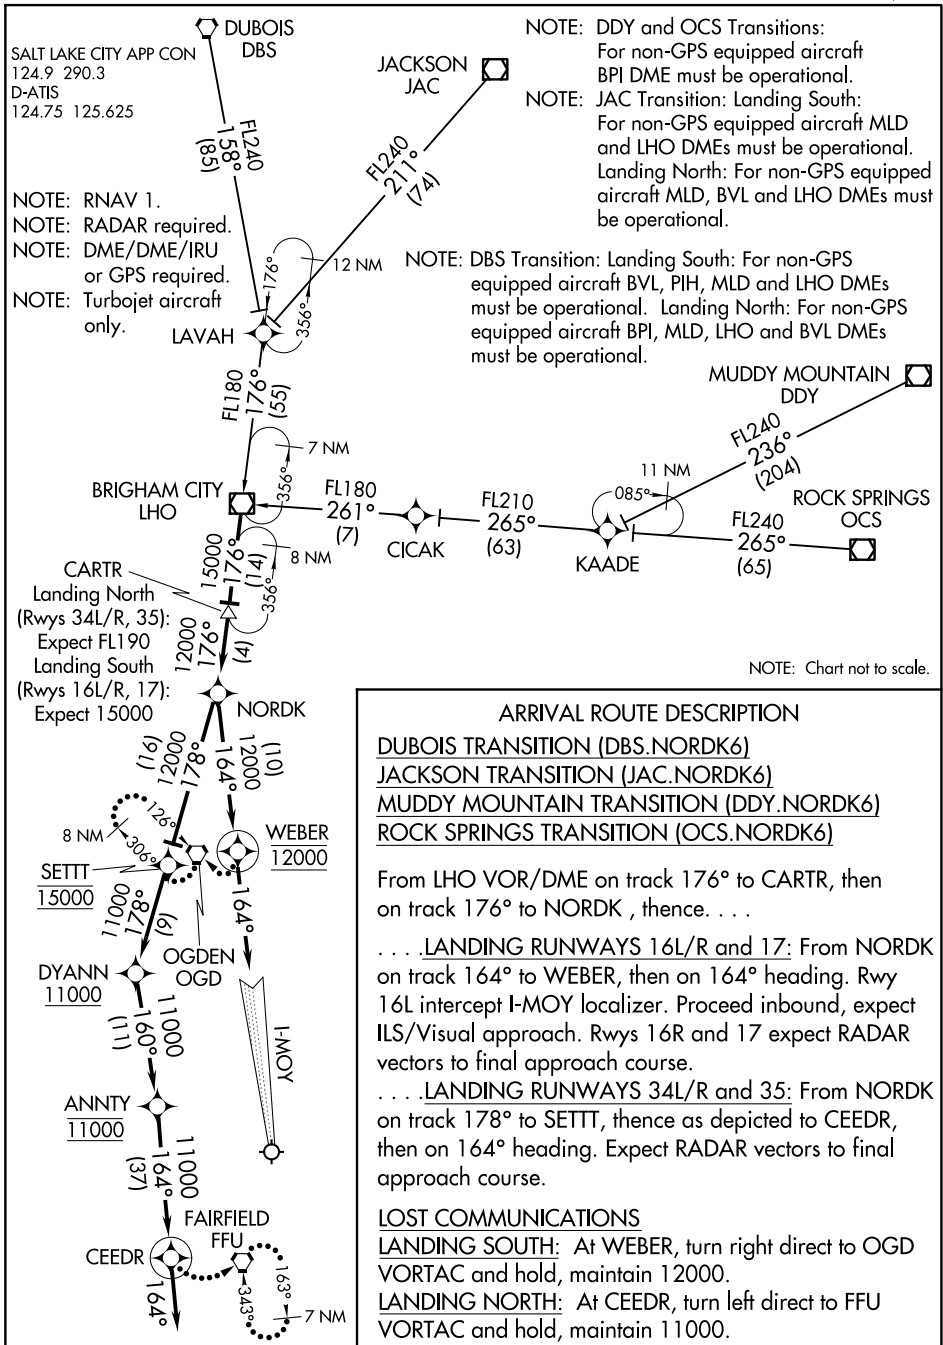 DUBOIS
DBS
SALT LAKE CITY APP CON
124.9 290.3
D-ATIS
124.75 125.625
JACKSON
JAC
NOTE: DDY and OCS Transitions:
For non-GPS equipped aircraft
BPI DME must be operational.
NOTE: JAC Transition: Landing South:
For non-GPS equipped aircraft MLD
and LHO DMEs must be operational.
Landing North: For non-GPS equipped
aircraft MLD, BVL and LHO DMEs must
be operational.
FL240
158°
(85)
FL240
211°
(74)
NOTE: RNAV 1.
NOTE: RADAR required.
NOTE: DME/DME/IRU
or GPS required.
NOTE: Turbojet aircraft
only.
176°
356°
12 NM
LAVAH
NOTE: DBS Transition: Landing South: For non-GPS
equipped aircraft BVL, PIH, MLD and LHO DMEs
must be operational. Landing North: For non-GPS
equipped aircraft BPI, MLD, LHO and BVL DMEs
must be operational.
FL180
176°
(55)
MUDDY MOUNTAIN
DDY
FL240
236°
(204)
7 NM
356°
BRIGHAM CITY
LHO
FL180
261°
(7)
CICAK
FL210
265°
(63)
11 NM
085°
KAADE
FL240
265°
(65)
ROCK SPRINGS
OCS
15000
176°
(14)
8 NM
356°
CARTR
Landing North
(Rwys 34L/R, 35):
Expect FL190
Landing South
(Rwys 16L/R, 17):
Expect 15000
12000
176°
(4)
NOTE: Chart not to scale.
NORDK
(16)
12000
178°
(10)
12000
164°
126°
306°
8 NM
SETTT
15000
WEBER
12000
164°
OGDEN
OGD
11000
178°
(6)
DYANN
11000
11000
160°
(11)
I-MOY
ANNTY
11000
11000
164°
(37)
CEEDR
164°
FAIRFIELD
FFU
163°
343°
7 NM
ARRIVAL ROUTE DESCRIPTION
DUBOIS TRANSITION (DBS.NORDK6)
JACKSON TRANSITION (JAC.NORDK6)
MUDDY MOUNTAIN TRANSITION (DDY.NORDK6)
ROCK SPRINGS TRANSITION (OCS.NORDK6)
From LHO VOR/DME on track 176° to CARTR, then
on track 176° to NORDK , thence. . . .
. . . .LANDING RUNWAYS 16L/R and 17: From NORDK
on track 164° to WEBER, then on 164° heading. Rwy
16L intercept I-MOY localizer. Proceed inbound, expect
ILS/Visual approach. Rwys 16R and 17 expect RADAR
vectors to final approach course.
. . . .LANDING RUNWAYS 34L/R and 35: From NORDK
on track 178° to SETTT, thence as depicted to CEEDR,
then on 164° heading. Expect RADAR vectors to final
approach course.
LOST COMMUNICATIONS
LANDING SOUTH: At WEBER, turn right direct to OGD
VORTAC and hold, maintain 12000.
LANDING NORTH: At CEEDR, turn left direct to FFU
VORTAC and hold, maintain 11000.